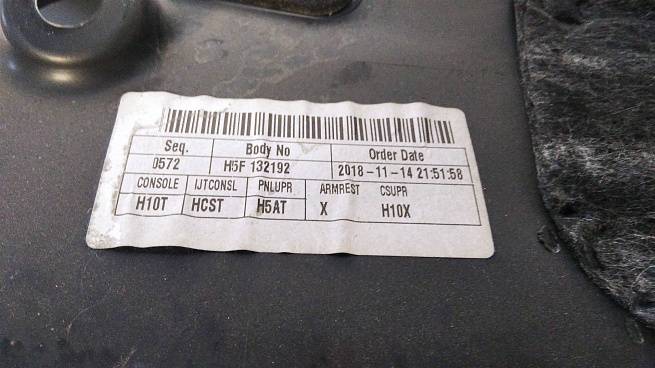 Seq. Body No Order Date
0572 H5F 132192 2018-11-14 21:51:58
CONSOLE IJTCONSL PNLUPR ARMREST CSUPR
H10T HCST H5AT X H10X